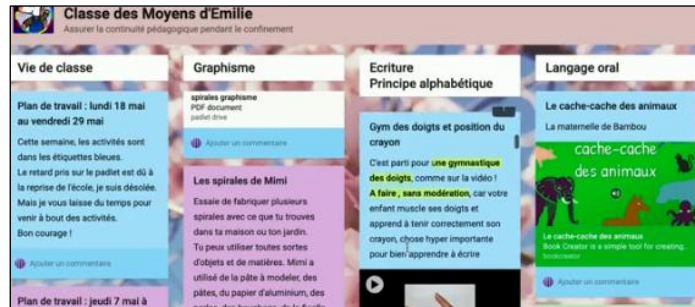 Classe des Moyens d'Emilie
Assurer la continuité pédagogique pendant le confinement
Vie de classe
Plan de travail : lundi 18 mai
au vendredi 29 mai
Cette semaine, les activités sont
dans les étiquettes bleues.
Le retard pris sur le padlet est dû à
la reprise de l'école, je suis désolée.
Mais je vous laisse du temps pour
venir à bout des activités.
Bon courage !
Ajouter un commentaire
Plan de travail : jeudi 7 mai à
Graphisme
spirales graphisme
PDF document
padlet drive
Ajouter un commentaire
Les spirales de Mimi
Essaie de fabriquer plusieurs
spirales avec ce que tu trouves
dans ta maison ou ton jardin.
Tu peux utiliser toutes sortes
d'objets et de matières. Mimi a
utilisé de la pâte à modeler, des
pâtes, du papier d'aluminium, des
Ecriture
Principe alphabétique
Gym des doigts et position du
crayon
C'est parti pour une gymnastique
des doigts, comme sur la vidéo !
A faire , sans modération, car votre
enfant muscle ses doigts et
apprend à tenir correctement son
crayon, chose hyper importante
pour bien apprendre à écrire
Langage oral
Le cache-cache des animaux
La maternelle de Bambou
cache-cache
des animaux
Le cache-cache des animaux
Book Creator is a simple tool for creating...
bookcreator
Ajouter un commentaire